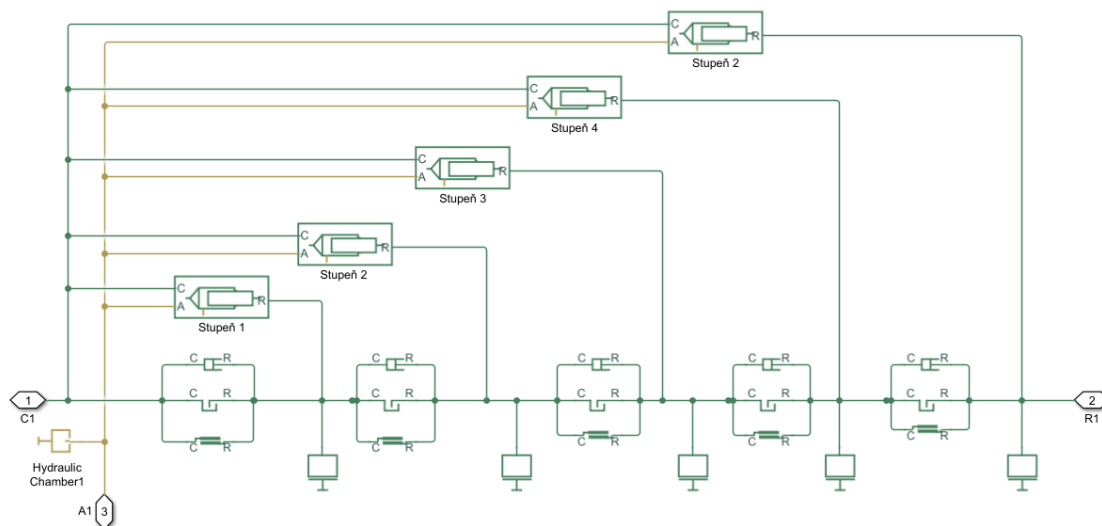 C
A
R
Stupeň 2
C
A
R
Stupeň 4
C
A
R
Stupeň 3
C
A
R
Stupeň 2
C
A
R
Stupeň 1
C R C R C R C R C R
1 C R C R C R C R C R 2
C1 R1
C R C R C R C R C R
Hydraulic
Chamber1
A1 3